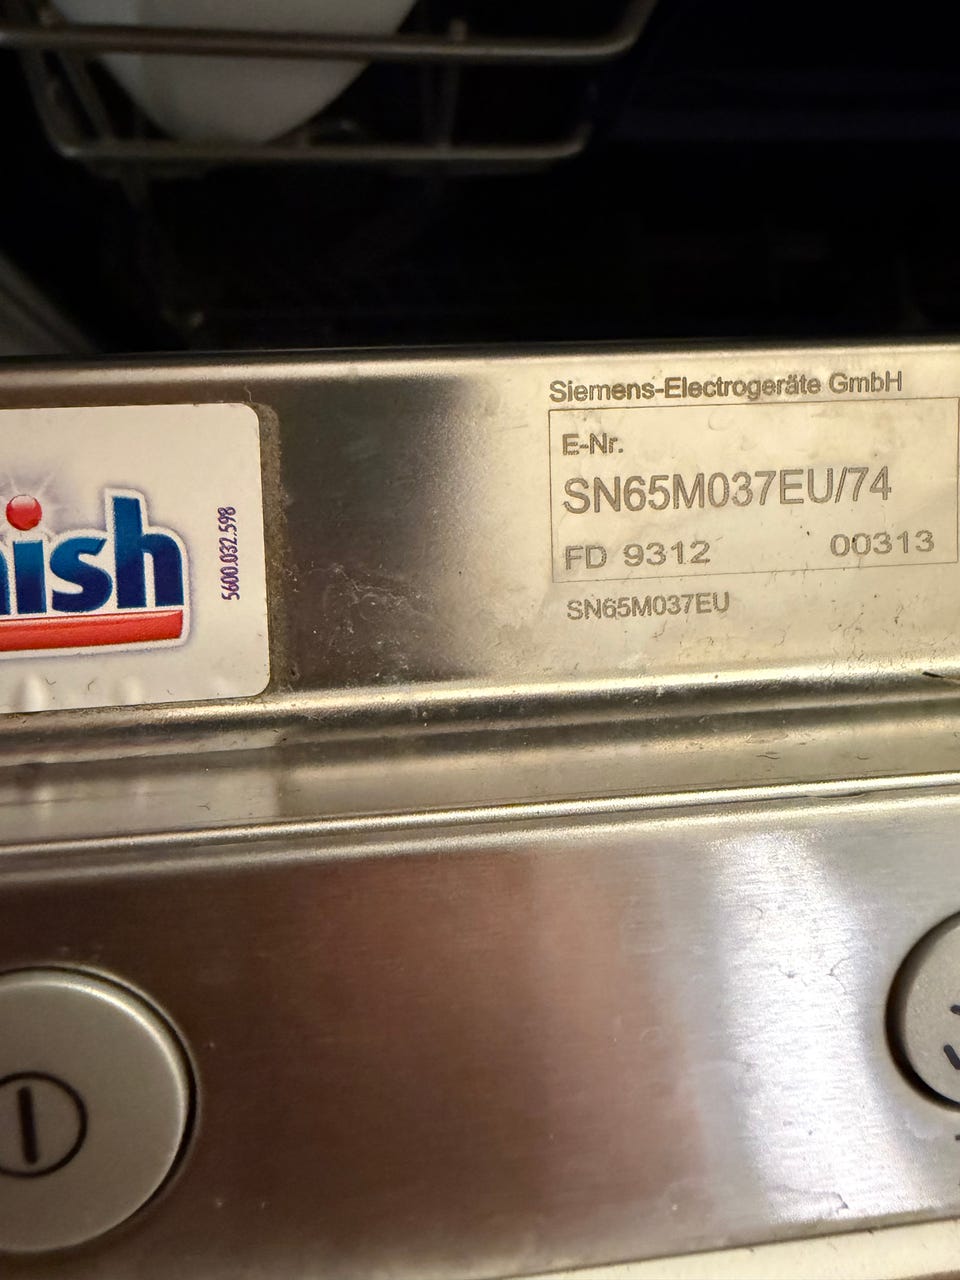 Siemens-Electrogeräte GmbH
E-Nr.
SN65M037EU/74
FD 9312 00313
SN65M037EU
ish
5600.032.598